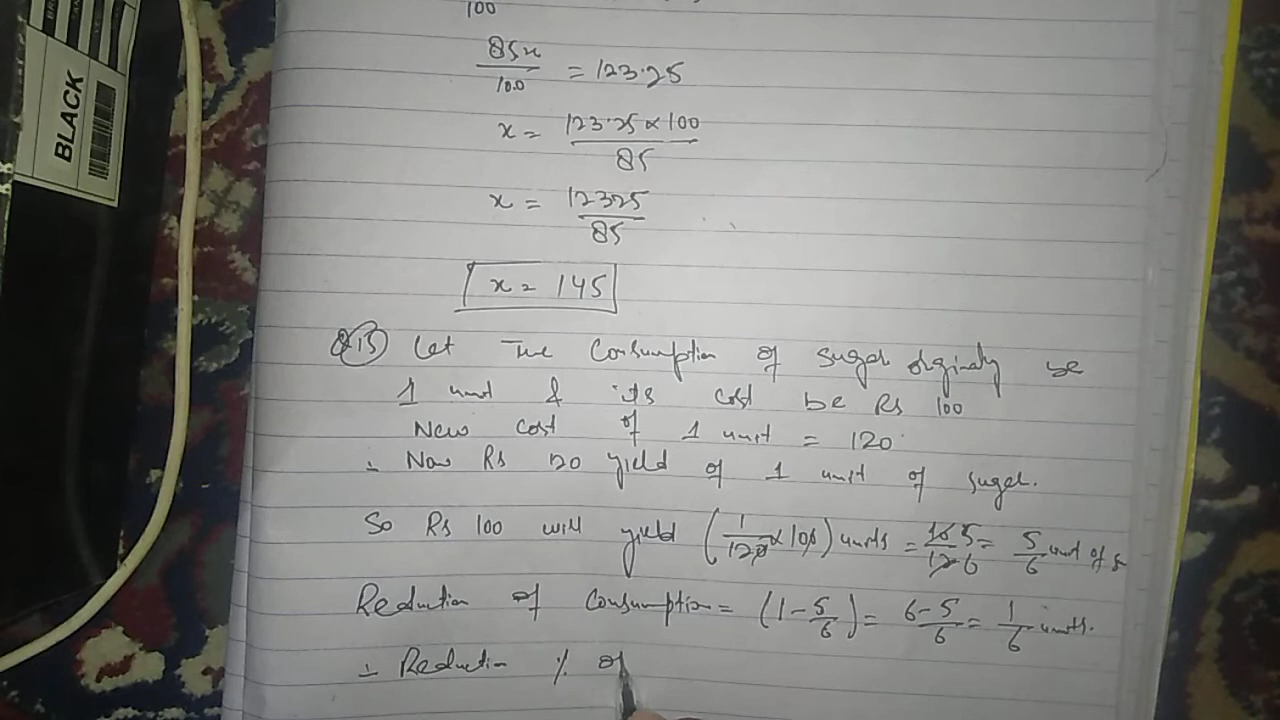 BLACK
100
85x/100 = 123.25
x = 123.25 × 100/85
x = 12325/85
x = 145
Q15 Let The Consumption of sugar orginaly be
1 unit & its cost be Rs 100
New cost of 1 unit = 120
∴ Now Rs 120 yield of 1 unit of sugar.
So Rs 100 will yield (1/120 × 100) units = 10 5/12 6 = 5/6 unit of s
Reduction of Consumption = (1 - 5/6) = 6-5/6 = 1/6 units.
∴ Reduction % of